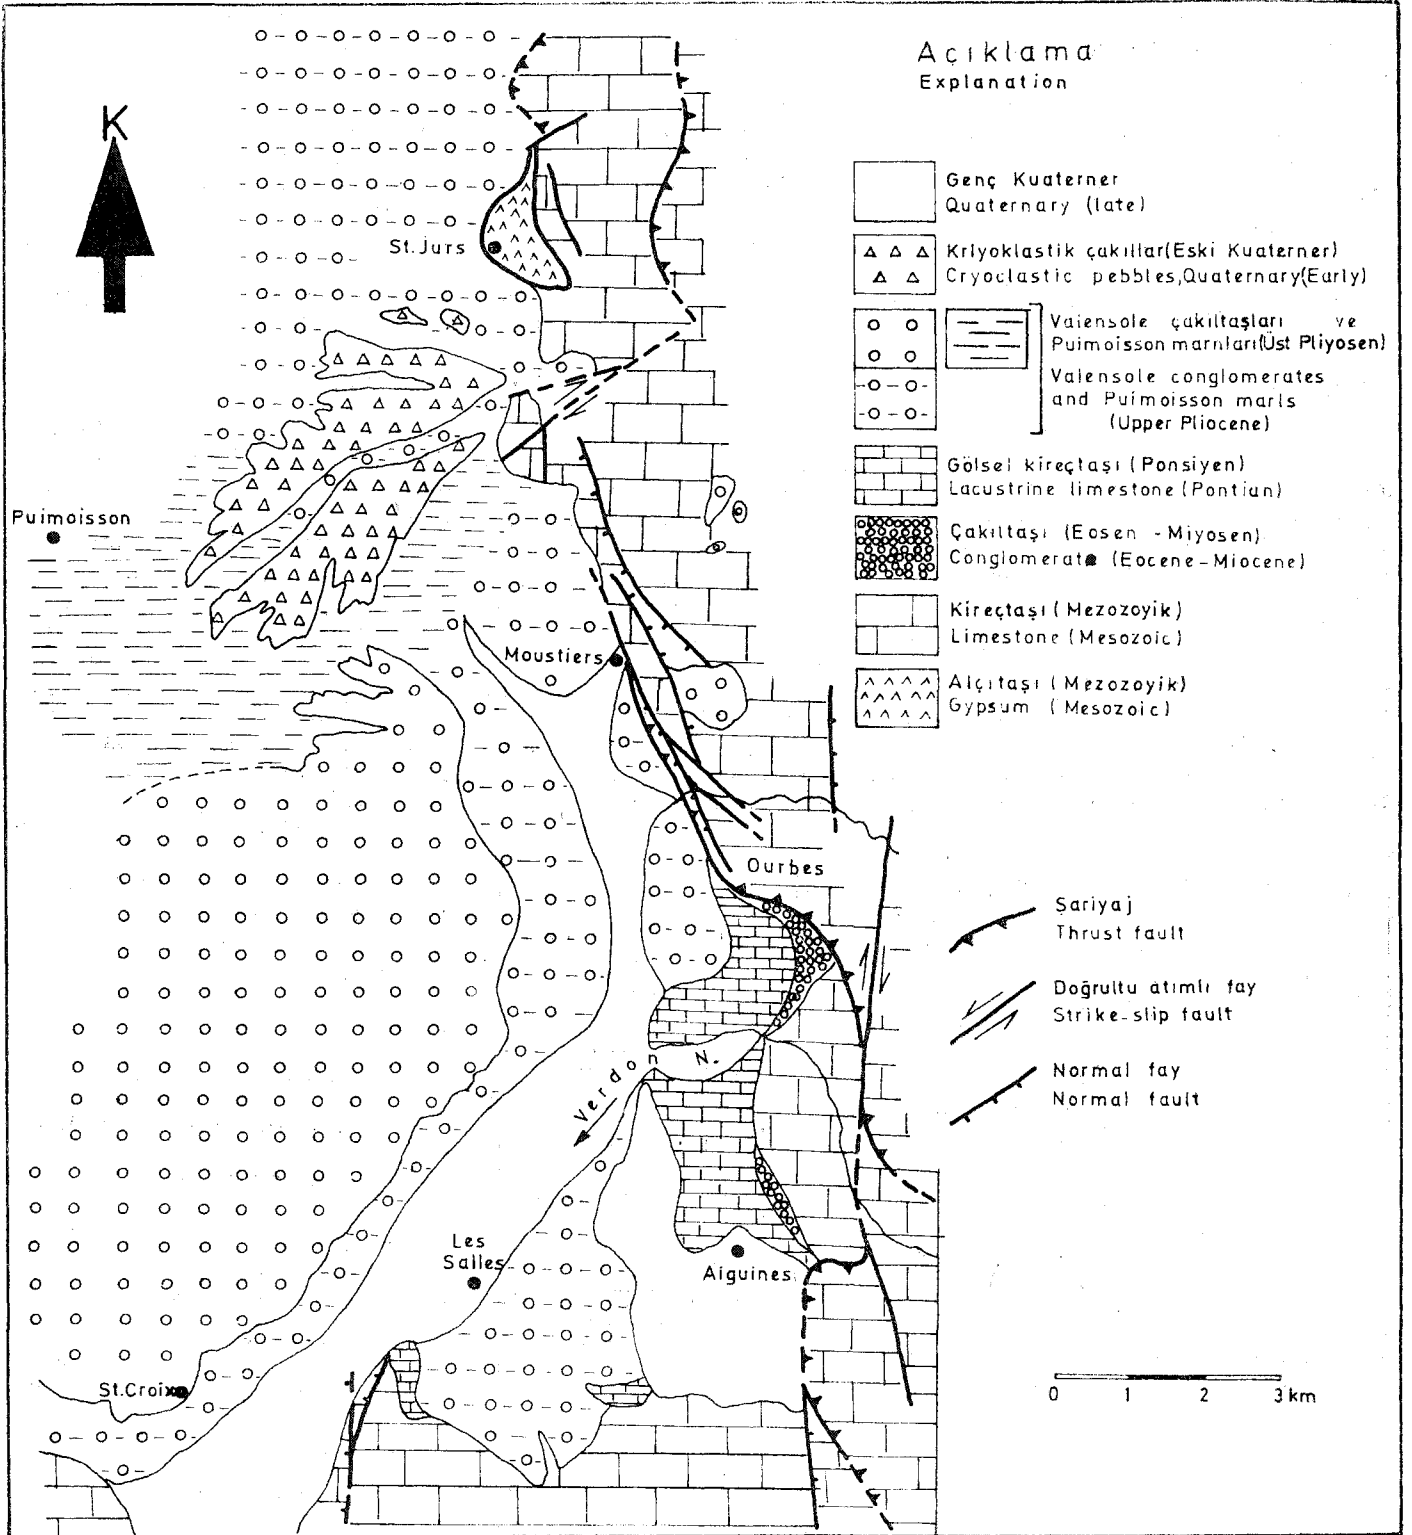 Açıklama
Explanation
K
Genç Kuaterner
Quaternary (late)
Kriyoklastik çakıllar(Eski Kuaterner)
Cryoclastic pebbles,Quaternary(Early)
Valensole çakıltaşları ve
Puimoisson marnları(Üst Pliyosen)
Valensole conglomerates
and Puimoisson marls
(Upper Pliocene)
Gölsel kireçtaşı (Ponsiyen)
Lacustrine limestone (Pontian)
Çakıltaşı (Eosen - Miyosen)
Conglomerate (Eocene - Miocene)
Kireçtaşı (Mezozoyik)
Limestone (Mesozoic)
Alçıtaşı (Mezozoyik)
Gypsum (Mesozoic)
Şariyaj
Thrust fault
Doğrultu atımlı fay
Strike-slip fault
Normal fay
Normal fault
0 1 2 3 km
St.Jurs
Puimoisson
Moustiers
Ourbes
Verdon N.
Les
Salles
Aiguines
St.Croix